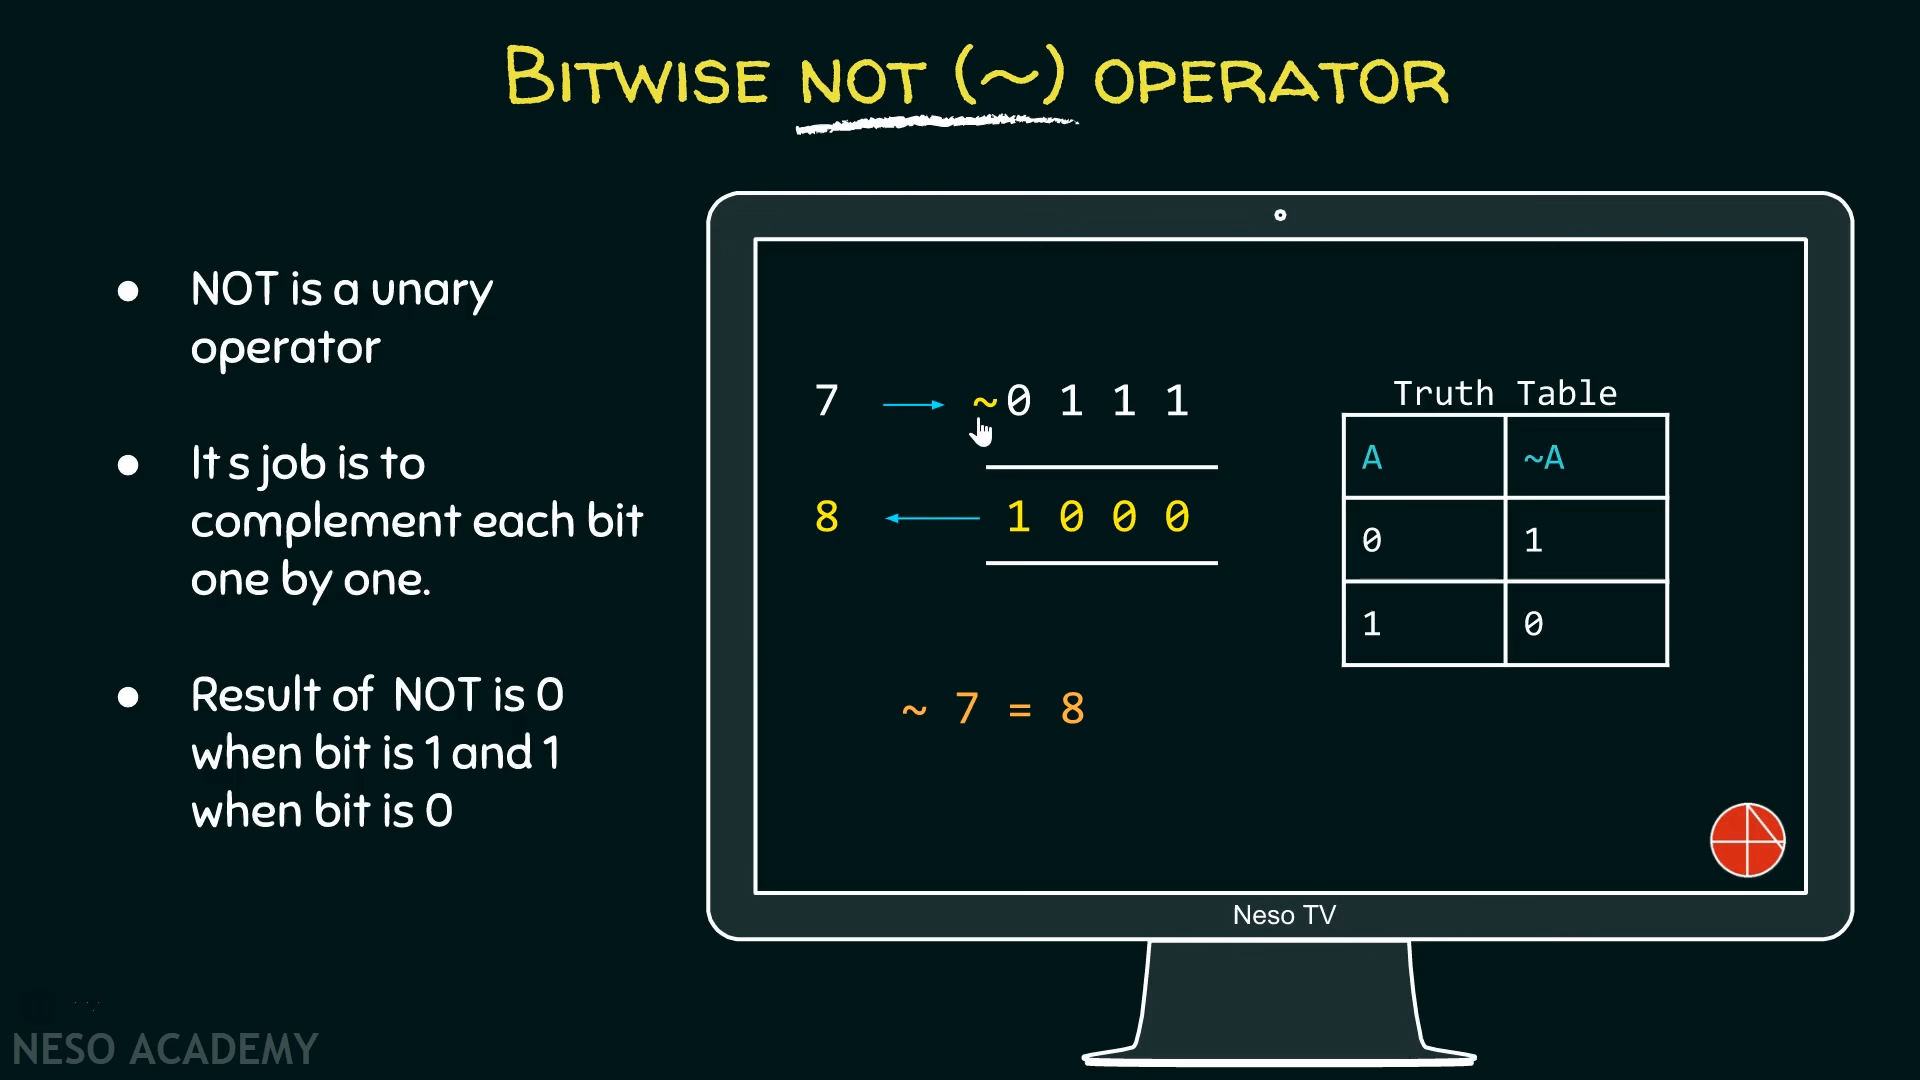 BITWISE NOT (~) OPERATOR
● NOT is a unary
operator
● It s job is to
complement each bit
one by one.
● Result of NOT is 0
when bit is 1 and 1
when bit is 0
7 → ~0 1 1 1
8 ← 1 0 0 0
~ 7 = 8
Truth Table
A ~A
0 1
1 0
Neso TV
NESO ACADEMY